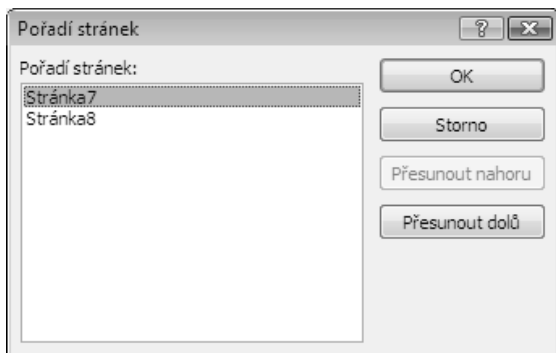 Pořadí stránek
Pořadí stránek:
Stránka7
Stránka8
OK
Storno
Přesunout nahoru
Přesunout dolů